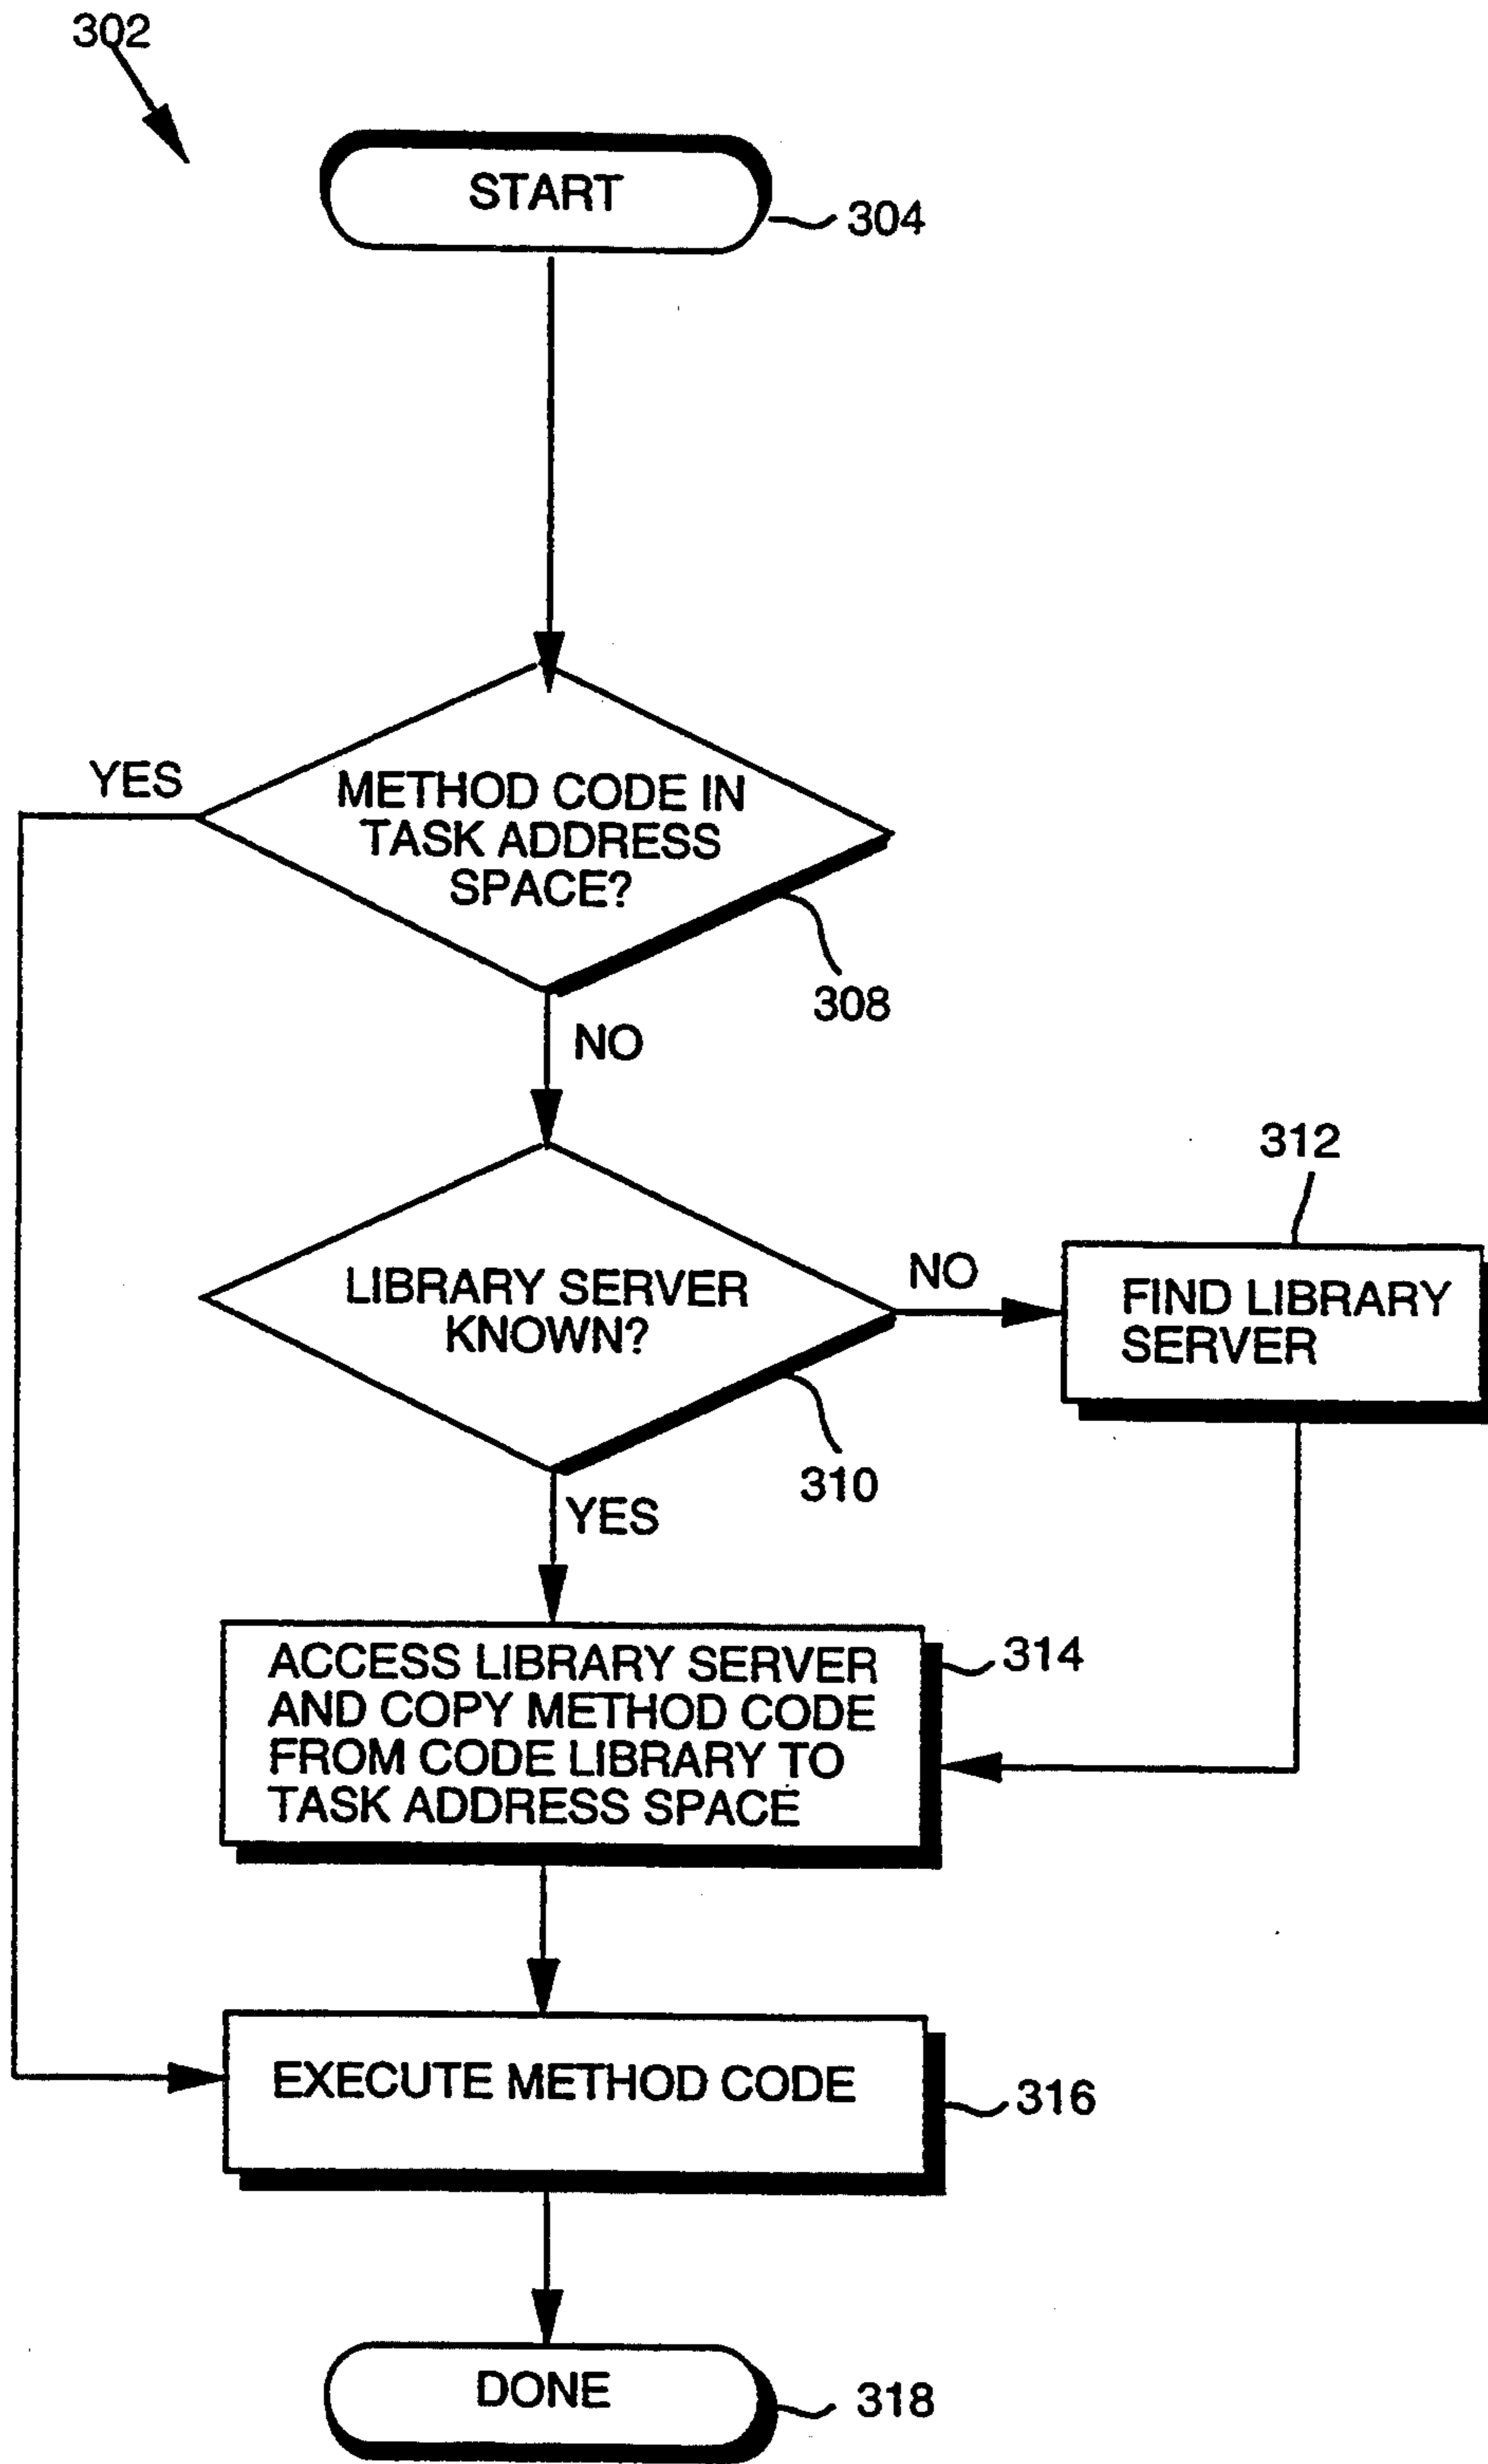 302
START
304
YES
METHOD CODE IN
TASK ADDRESS
SPACE?
308
NO
312
LIBRARY SERVER
KNOWN?
NO
FIND LIBRARY
SERVER
310
YES
ACCESS LIBRARY SERVER
AND COPY METHOD CODE
FROM CODE LIBRARY TO
TASK ADDRESS SPACE
314
EXECUTE METHOD CODE
316
DONE
318